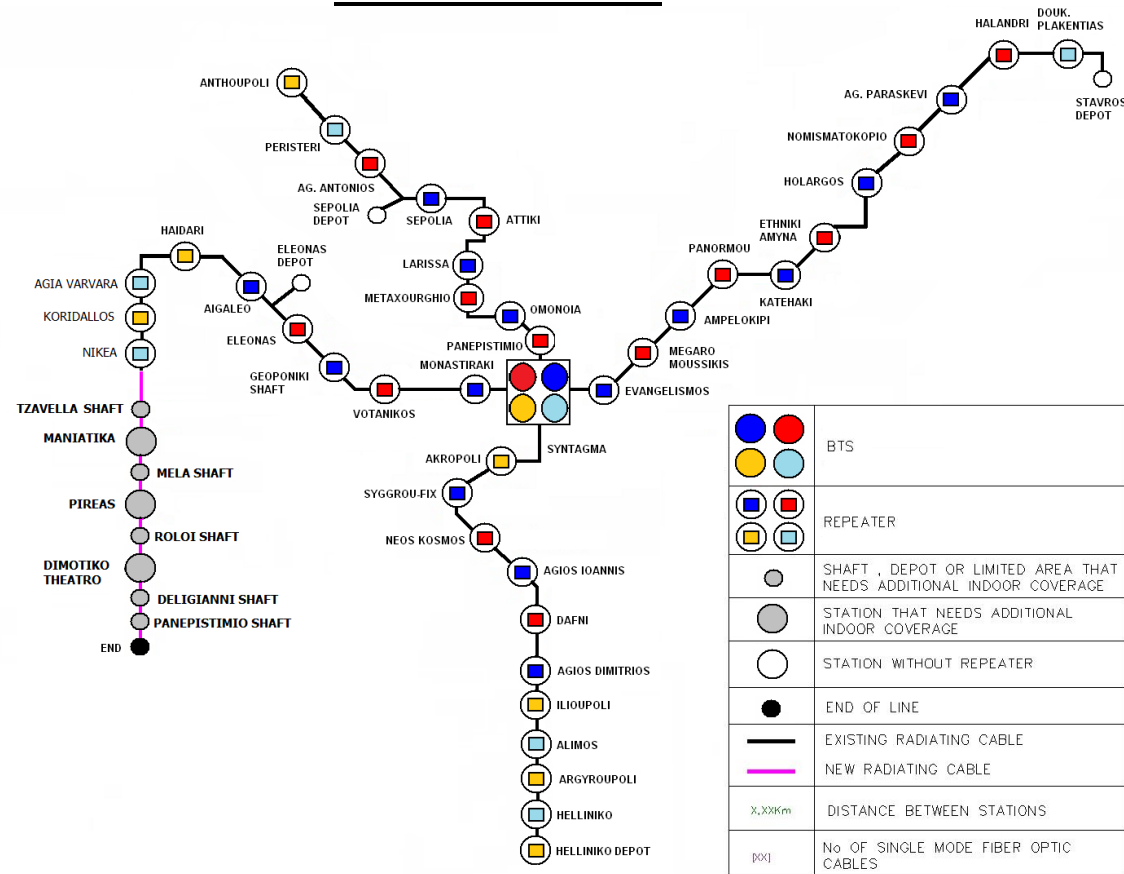 HALANDRI
DOUK.
PLAKENTIAS
ANTHOUPOLI
AG. PARASKEVI
STAVROS
DEPOT
NOMISMATOKOPIO
PERISTERI
HOLARGOS
AG. ANTONIOS
SEPOLIA
DEPOT
SEPOLIA
ATTIKI
ETHNIKI
AMYNA
HAIDARI
ELEONAS
DEPOT
PANORMOU
LARISSA
AGIA VARVARA
METAXOURGHIO
KATEHAKI
AIGALEO
OMONOIA
AMPELOKIPI
KORIDALLOS
ELEONAS
PANEPISTIMIO
NIKEA
MEGARO
MOUSSIKIS
GEOPONIKI
SHAFT
MONASTIRAKI
EVANGELISMOS
VOTANIKOS
TZAVELLA SHAFT
SYNTAGMA
MANIATIKA
AKROPOLI
MELA SHAFT
SYGGROU-FIX
PIREAS
ROLOI SHAFT
NEOS KOSMOS
DIMOTIKO
THEATRO
AGIOS IOANNIS
DELIGIANNI SHAFT
PANEPISTIMIO SHAFT
DAFNI
END
AGIOS DIMITRIOS
ILIOUPOLI
ALIMOS
ARGYROUPOLI
HELLINIKO
HELLINIKO DEPOT
BTS
REPEATER
SHAFT , DEPOT OR LIMITED AREA THAT
NEEDS ADDITIONAL INDOOR COVERAGE
STATION THAT NEEDS ADDITIONAL
INDOOR COVERAGE
STATION WITHOUT REPEATER
END OF LINE
EXISTING RADIATING CABLE
NEW RADIATING CABLE
X.XXKm
DISTANCE BETWEEN STATIONS
[XX]
No OF SINGLE MODE FIBER OPTIC
CABLES